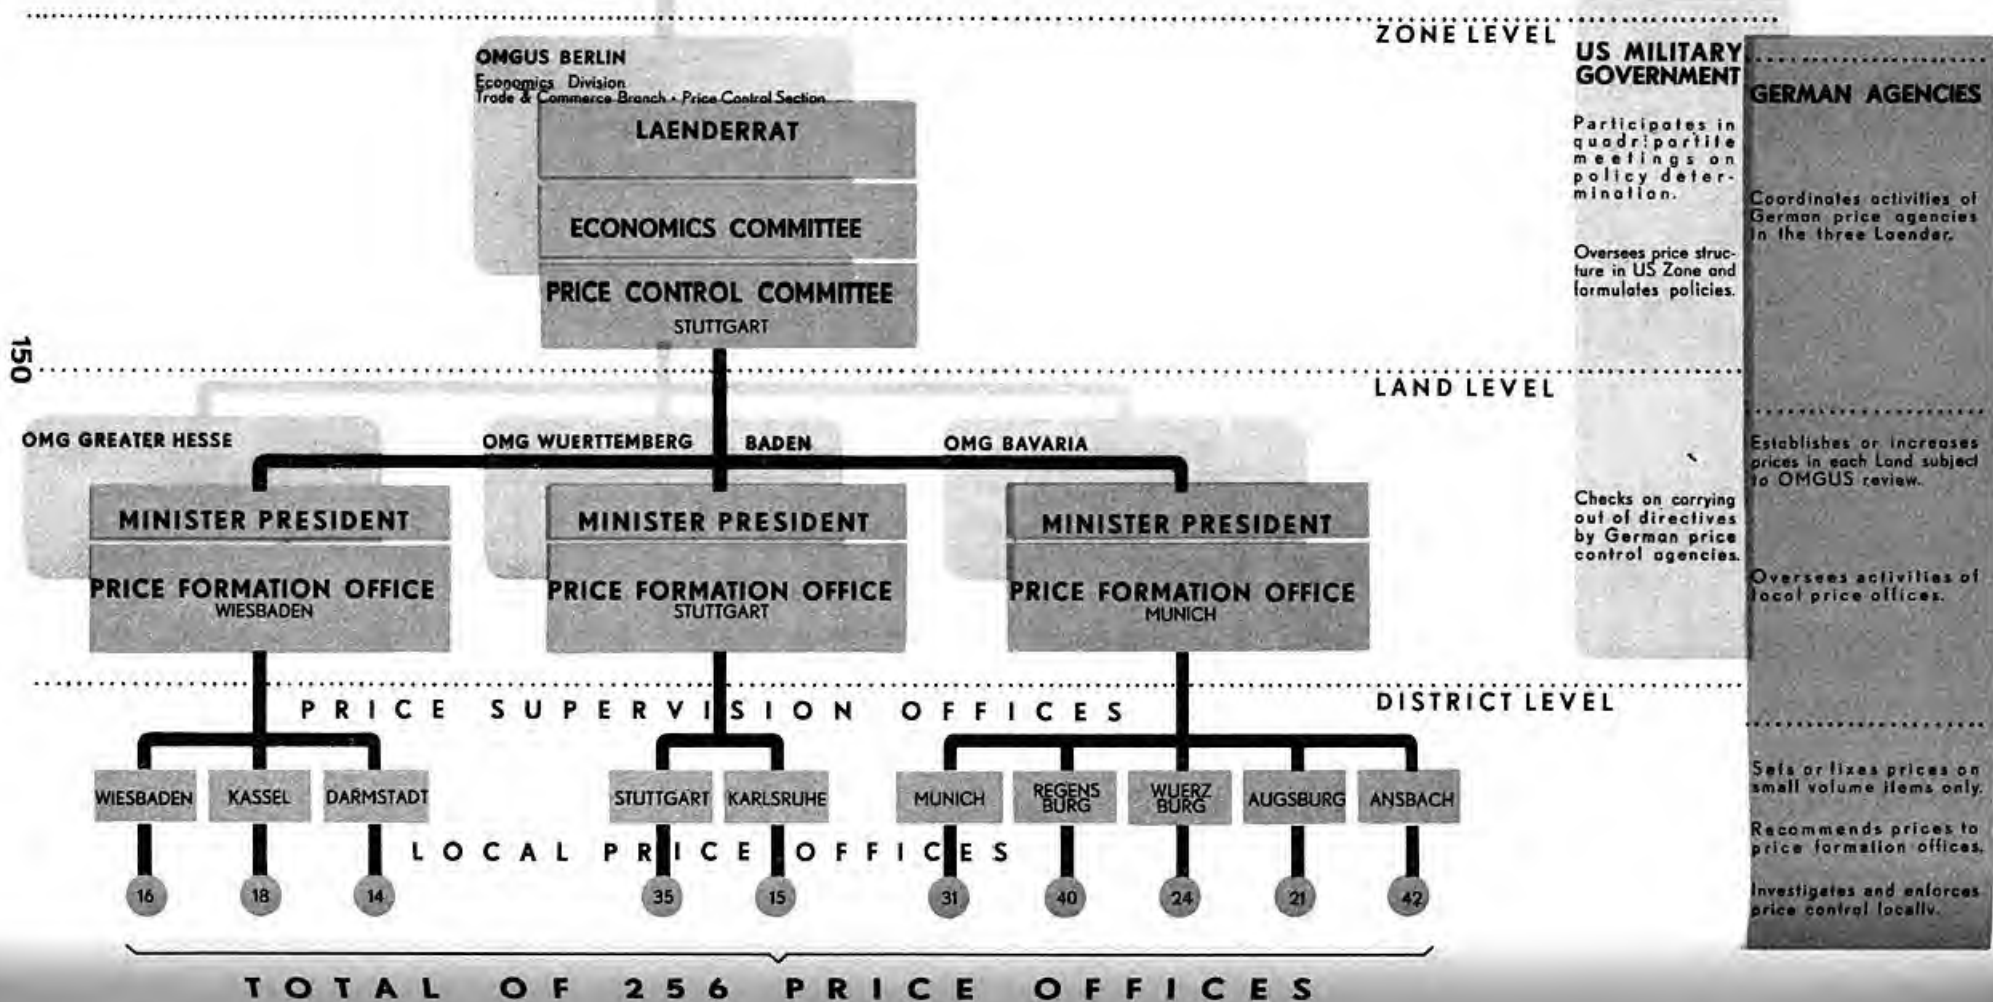 ZONE LEVEL
OMGUS BERLIN
Economics Division
Trade & Commerce Branch • Price Control Section
LAENDERRAT
ECONOMICS COMMITTEE
PRICE CONTROL COMMITTEE
STUTTGART
150
LAND LEVEL
OMG GREATER HESSE
OMG WUERTTEMBERG BADEN
OMG BAVARIA
MINISTER PRESIDENT
PRICE FORMATION OFFICE
WIESBADEN
MINISTER PRESIDENT
PRICE FORMATION OFFICE
STUTTGART
MINISTER PRESIDENT
PRICE FORMATION OFFICE
MUNICH
DISTRICT LEVEL
PRICE SUPERVISION OFFICES
WIESBADEN
KASSEL
DARMSTADT
STUTTGART
KARLSRUHE
MUNICH
REGENS
BURG
WUERZ
BURG
AUGSBURG
ANSBACH
LOCAL PRICE OFFICES
16
18
14
35
15
31
40
24
21
42
TOTAL OF 256 PRICE OFFICES
US MILITARY
GOVERNMENT
Participates in
quadripartite
meetings on
policy deter-
mination.
Oversees price struc-
ture in US Zone and
formulates policies.
Checks on carrying
out of directives
by German price
control agencies.
GERMAN AGENCIES
Coordinates activities of
German price agencies
in the three Laender.
Establishes or increases
prices in each Land subject
to OMGUS review.
Oversees activities of
local price offices.
Sets or fixes prices on
small volume items only.
Recommends prices to
price formation offices.
Investigates and enforces
price control locally.